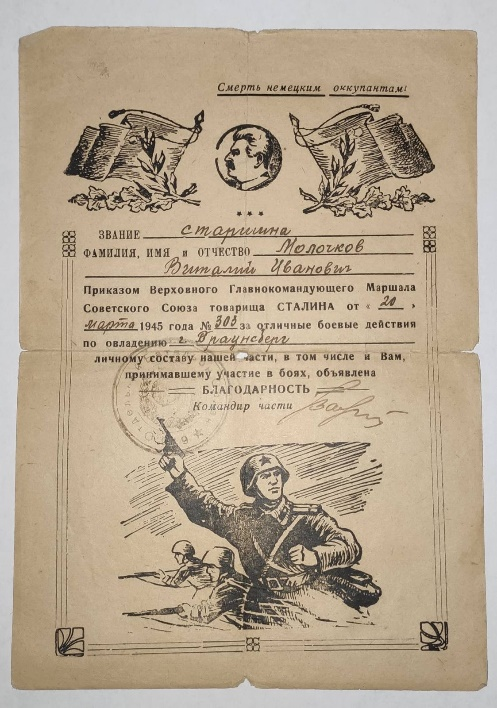 Смерть немецким оккупантам!
ЗВАНИЕ старшина
ФАМИЛИЯ, ИМЯ и ОТЧЕСТВО Молочков
Виталий Иванович
Приказом Верховного Главнокомандующего Маршала
Советского Союза товарища СТАЛИНА от « 20 »
марта 1945 года № 303 за отличные боевые действия
по овладению г. Браунсберг
личному составу нашей части, в том числе и Вам,
принимавшему участие в боях, объявлена
БЛАГОДАРНОСТЬ
Командир части